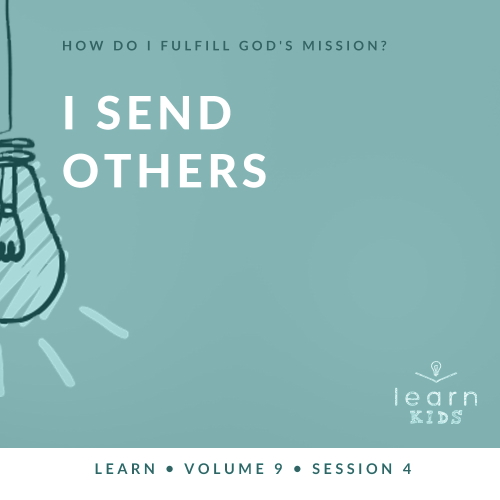 HOW DO I FULFILL GOD'S MISSION?
I SEND
OTHERS
learn
KIDS
LEARN • VOLUME 9 • SESSION 4